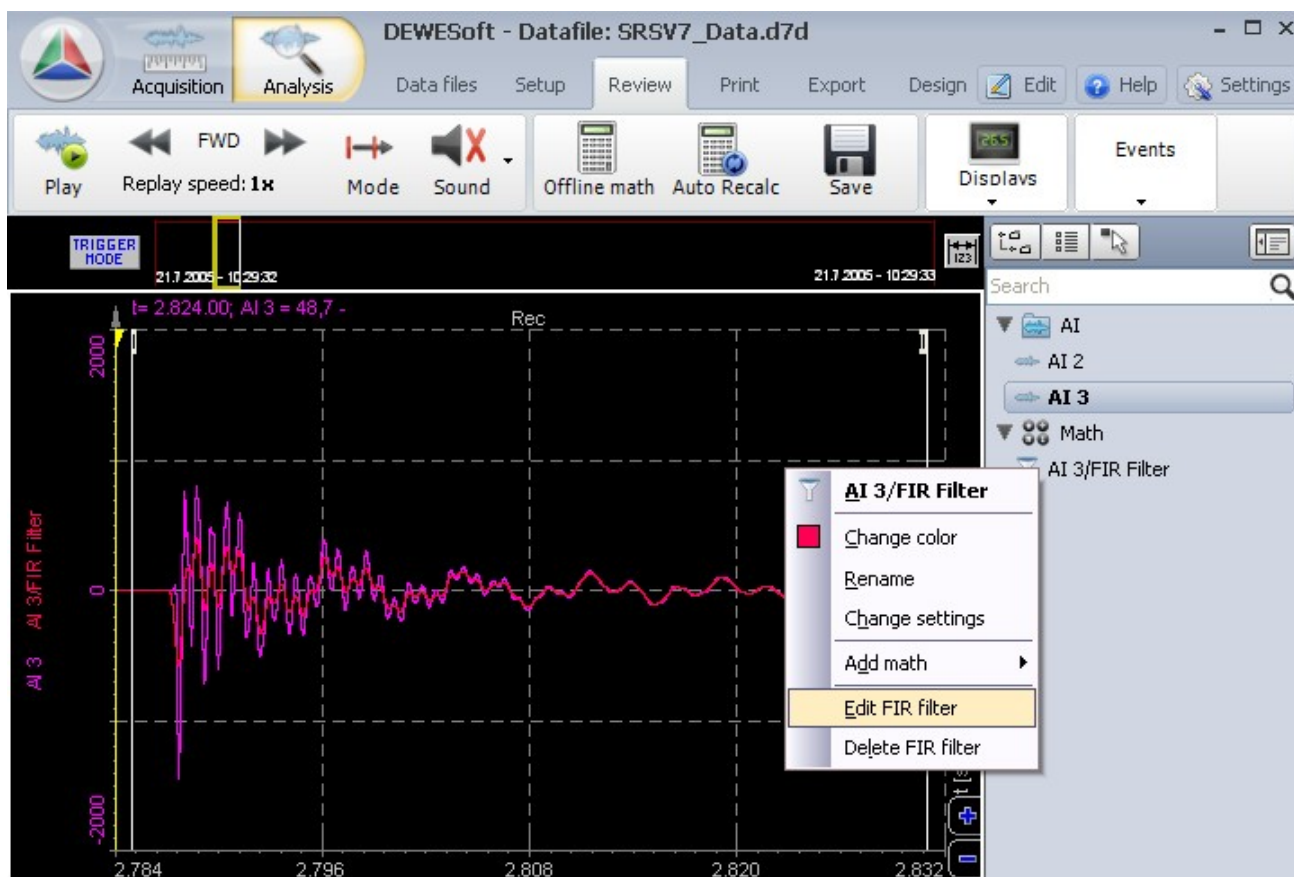 DEWESoft - Datafile: SRSV7_Data.d7d
Acquisition
Analysis
Data files
Setup
Review
Print
Export
Design
Edit
Help
Settings
Play
FWD
Replay speed: 1x
Mode
Sound
Offline math
Auto Recalc
Save
265
Displays
Events
TRIGGER
MODE
21.7.2005 - 10:29:32
21.7.2005 - 10:29:33
123
Search
AI
AI 2
AI 3
Math
AI 3/FIR Filter
t= 2.824.00; AI 3 = 48,7 -
Rec
2000
0
-2000
AI 3 AI 3/FIR Filter
AI 3/FIR Filter
Change color
Rename
Change settings
Add math
Edit FIR filter
Delete FIR filter
2.784
2.796
2.808
2.820
2.832